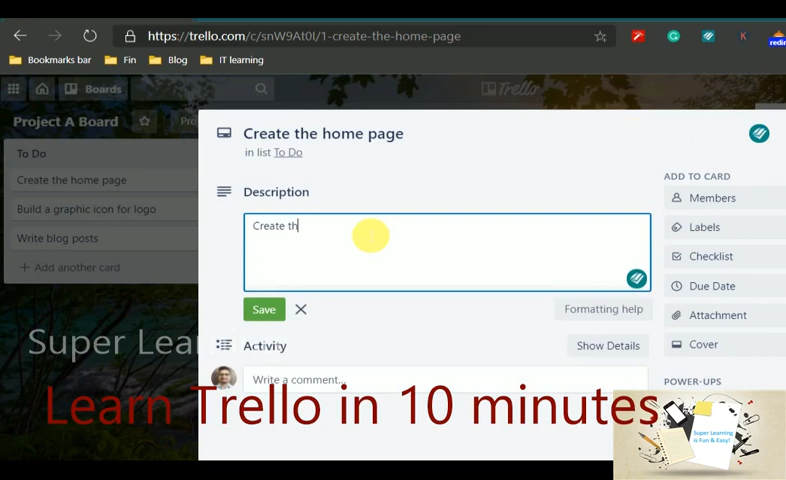 https://trello.com/c/snW9At0I/1-create-the-home-page
K
Bookmarks bar
Fin
Blog
IT learning
Boards
Trello
Project A Board
To Do
Create the home page
Build a graphic icon for logo
Write blog posts
+ Add another card
Create the home page
in list To Do
Description
Create th
Save
Formatting help
Activity
Show Details
Write a comment...
ADD TO CARD
Members
Labels
Checklist
Due Date
Attachment
Cover
POWER-UPS
Super Lear
Learn Trello in 10 minutes
Super Learning
is Fun & Easy!